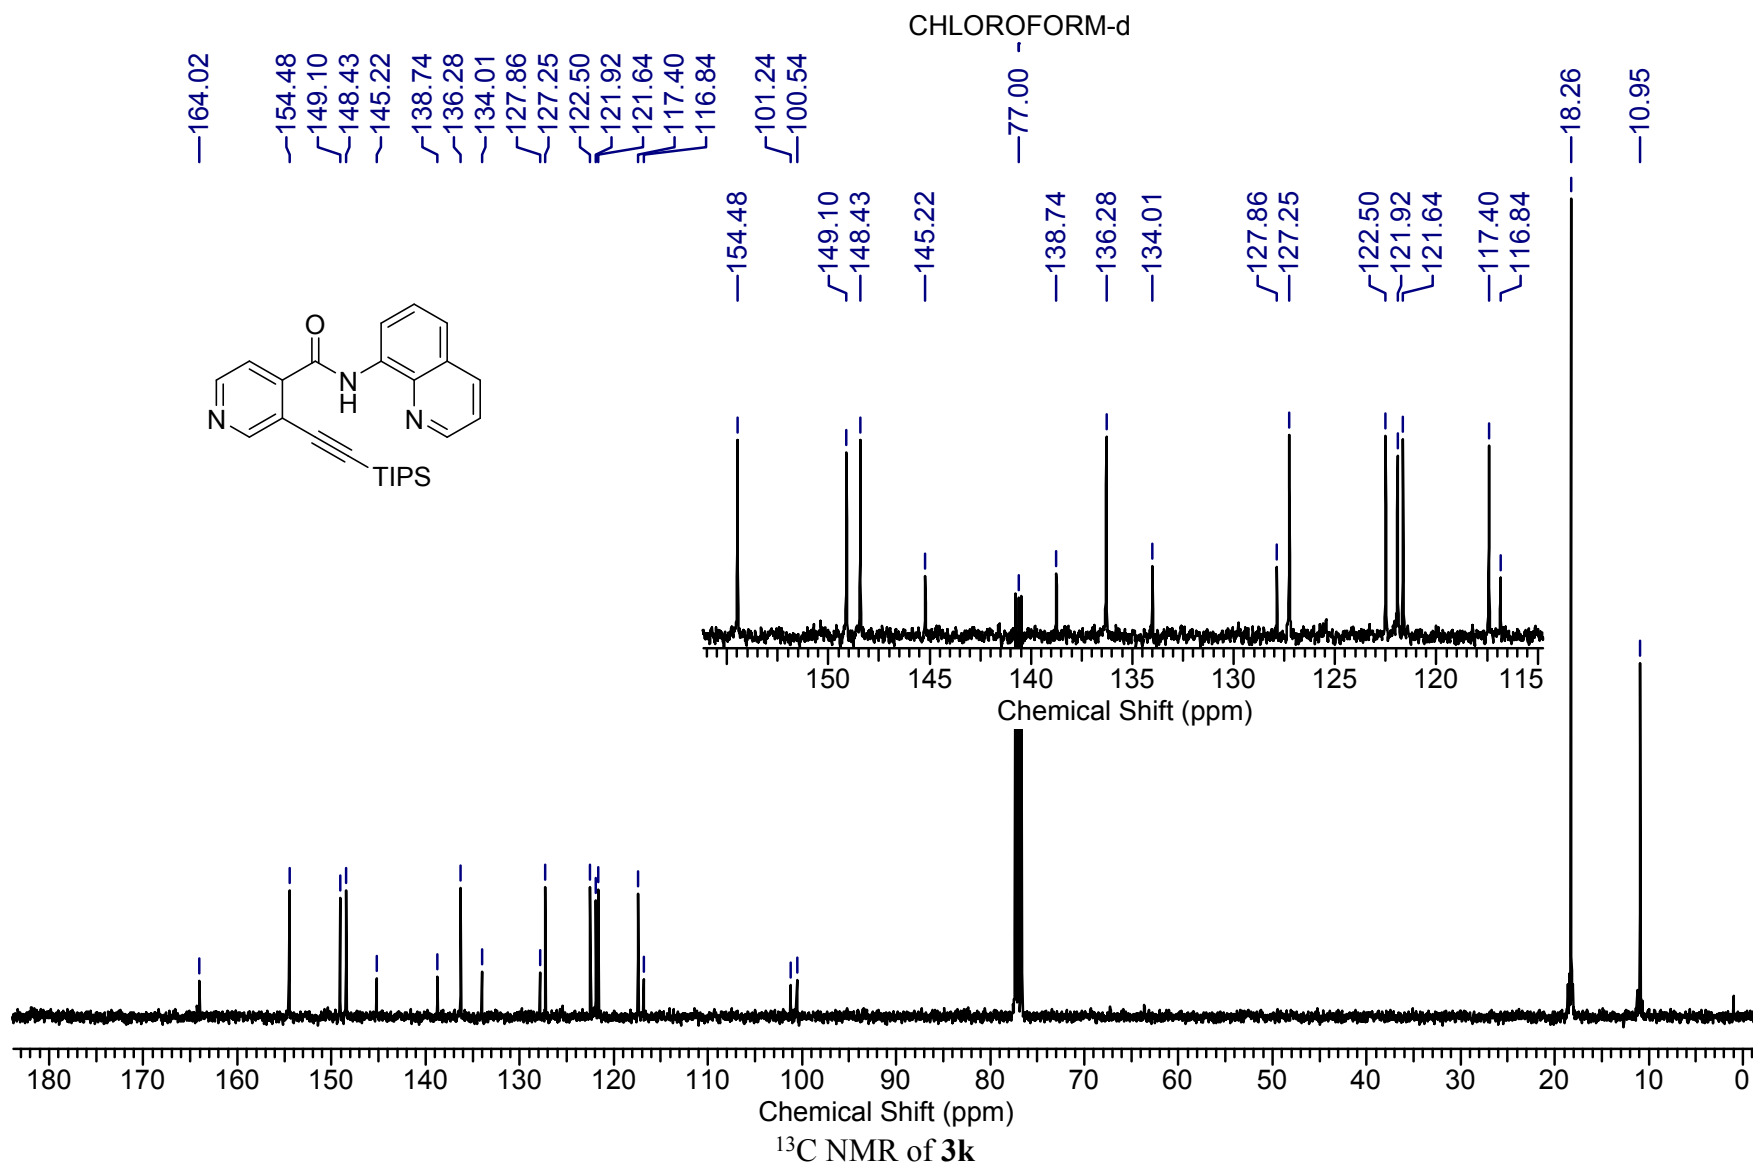 CHLOROFORM-d
164.02
154.48
149.10
148.43
145.22
138.74
136.28
134.01
127.86
127.25
122.50
121.92
121.64
117.40
116.84
101.24
100.54
77.00
18.26
10.95
154.48
149.10
148.43
145.22
138.74
136.28
134.01
127.86
127.25
122.50
121.92
121.64
117.40
116.84
O
N
H
N
N
TIPS
150 145 140 135 130 125 120 115
Chemical Shift (ppm)
180 170 160 150 140 130 120 110 100 90 80 70 60 50 40 30 20 10 0
Chemical Shift (ppm)
¹³C NMR of 3k